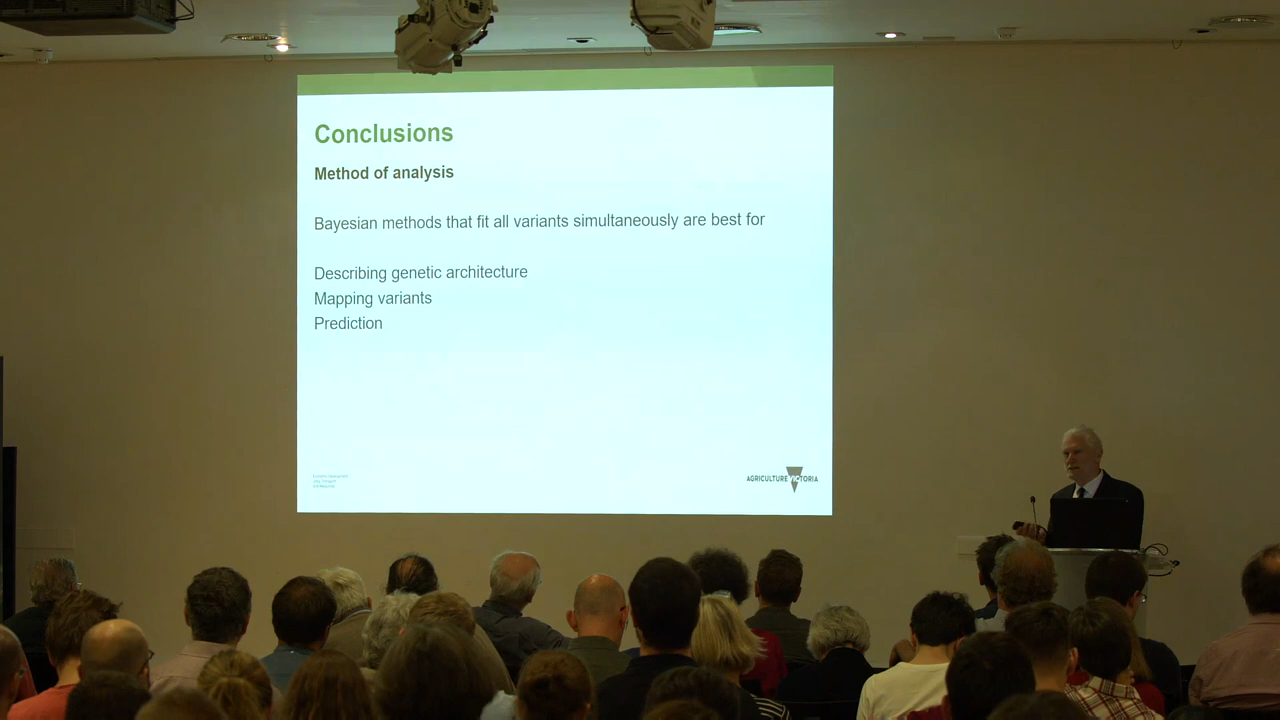 Conclusions
Method of analysis
Bayesian methods that fit all variants simultaneously are best for
Describing genetic architecture
Mapping variants
Prediction
AGRICULTURE VICTORIA